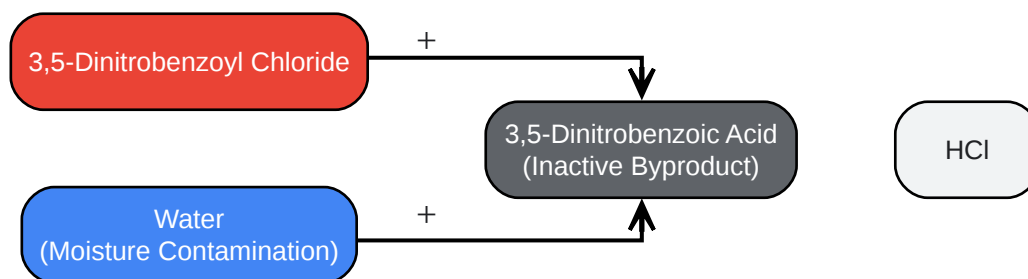 +
3,5-Dinitrobenzoyl Chloride
3,5-Dinitrobenzoic Acid
(Inactive Byproduct)
HCl
+
Water
(Moisture Contamination)